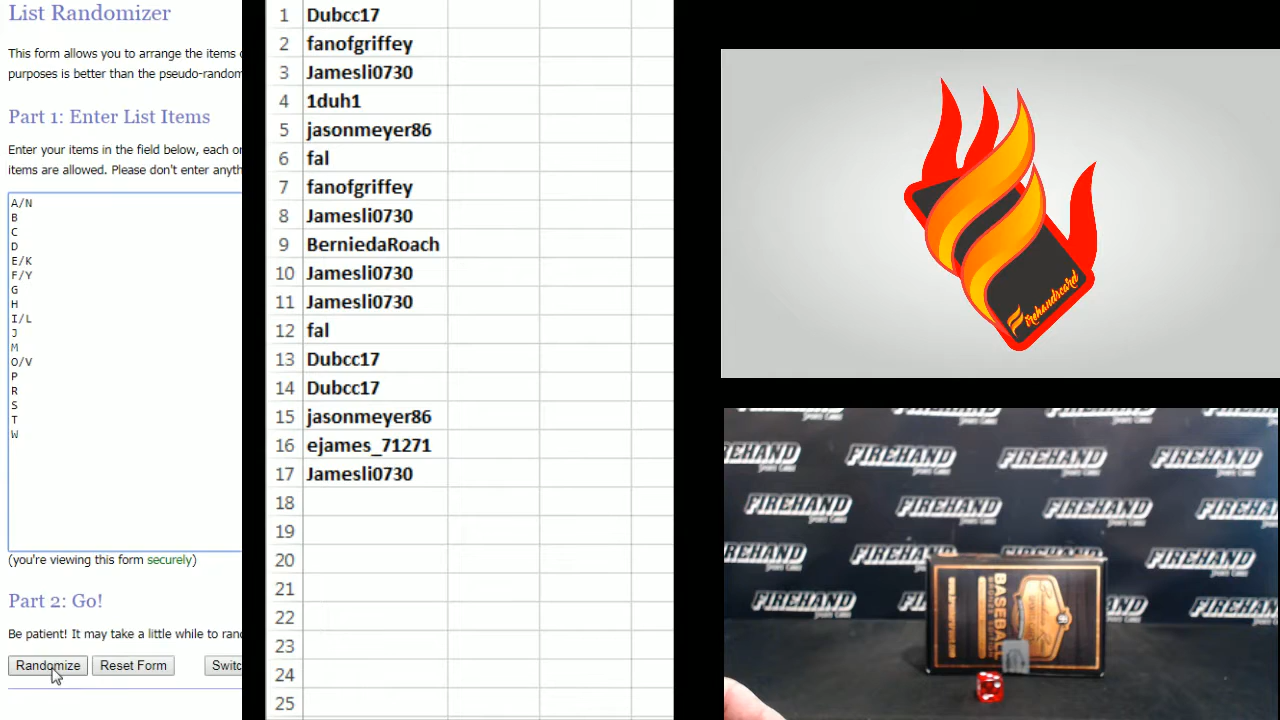 List Randomizer
This form allows you to arrange the items
purposes is better than the pseudo-random
Part 1: Enter List Items
Enter your items in the field below, each
items are allowed. Please don't enter
A/N
B
C
D
E/K
F/Y
G
H
I/L
J
M
O/V
P
R
S
T
W
(you're viewing this form securely)
Part 2: Go!
Be patient! It may take a little while to
Randomize Reset Form
1 Dubcc17
2 fanofgriffey
3 Jamesli0730
4 1duh1
5 jasonmeyer86
6 fal
7 fanofgriffey
8 Jamesli0730
9 BerniedaRoach
10 Jamesli0730
11 Jamesli0730
12 fal
13 Dubcc17
14 Dubcc17
15 jasonmeyer86
16 ejames_71271
17 Jamesli0730
18
19
20
21
22
23
24
25
Firehandscard
FIREHAND FIREHAND FIREHAND FIREHAND
SPORTS CARDS
FIREHAND FIREHAND FIREHAND
FIREHAND FIREHAND FIREHAND
FIREHAND FIREHAND
BASEBALL